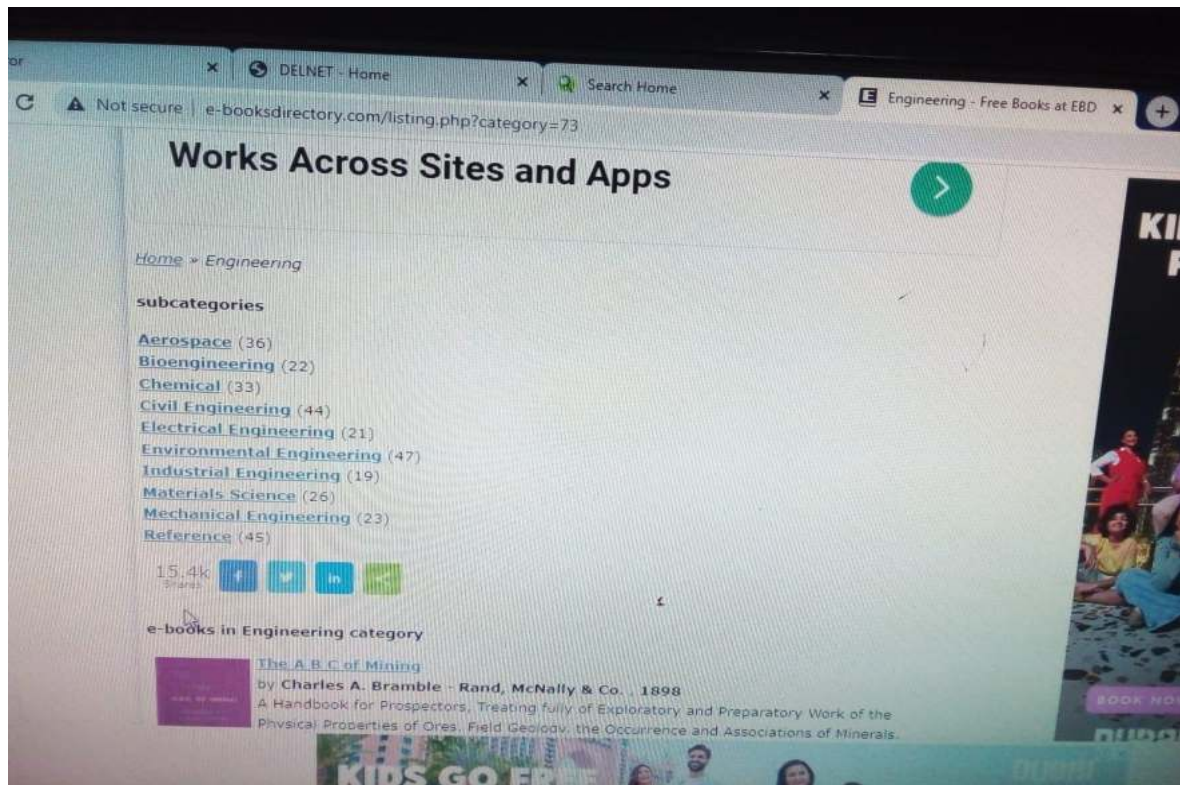 or
DELNET - Home
Search Home
Engineering - Free Books at EBD
Not secure | e-booksdirectory.com/listing.php?category=73
Works Across Sites and Apps
Home » Engineering
subcategories
Aerospace (36)
Bioengineering (22)
Chemical (33)
Civil Engineering (44)
Electrical Engineering (21)
Environmental Engineering (47)
Industrial Engineering (19)
Materials Science (26)
Mechanical Engineering (23)
Reference (45)
15.4k
Shares
e-books in Engineering category
The A B C of Mining
by Charles A. Bramble - Rand, McNally & Co. , 1898
A Handbook for Prospectors, Treating fully of Exploratory and Preparatory Work of the
Physical Properties of Ores, Field Geology, the Occurrence and Associations of Minerals.
KIDS GO FREE
KI
BOOK NO
DUBAI